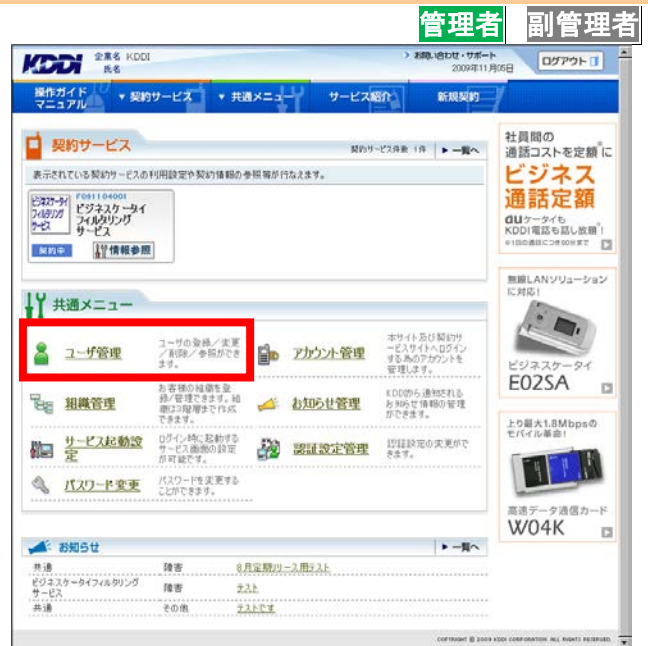 管理者 副管理者
KDDI
企業名 KDDI
氏名
お問い合わせ・サポート
2009年11月05日
ログアウト
操作ガイド
マニュアル
契約サービス
共通メニュー
サービス紹介
新規契約
契約サービス
契約サービス件数 1件
一覧へ
表示されている契約サービスの利用設定や契約情報の参照等が行なえます。
ビジネスケータイ
フィルタリング
サービス
F091104001
ビジネスケータイ
フィルタリング
サービス
契約中
情報参照
共通メニュー
ユーザ管理
ユーザの登録／変更
／削除／参照ができ
ます。
アカウント管理
本サイト及び契約サ
ービスサイトへログイン
する為のアカウントを
管理します。
組織管理
お客様の組織を登
録/管理できます。組
織は3階層まで作成
できます。
お知らせ管理
KDDIから通知される
お知らせ情報の管理
ができます。
サービス起動設
定
ログイン時に起動する
サービス画面の設定
が可能です。
認証設定管理
認証設定の変更がで
きます。
パスワード変更
パスワードを変更する
ことができます。
お知らせ
一覧へ
共通 障害 8月定期リリース用テスト
ビジネスケータイフィルタリング
サービス 障害 テスト
共通 その他 テストです
社員間の
通話コストを定額に
ビジネス
通話定額
auケータイも
KDDI電話も話し放題!
※1回の通話につき90分まで
無線LANソリューション
に対応!
ビジネスケータイ
E02SA
上り最大1.8Mbpsの
モバイル革命!
高速データ通信カード
W04K
COPYRIGHT © 2009 KDDI CORPORATION. ALL RIGHTS RESERVED.